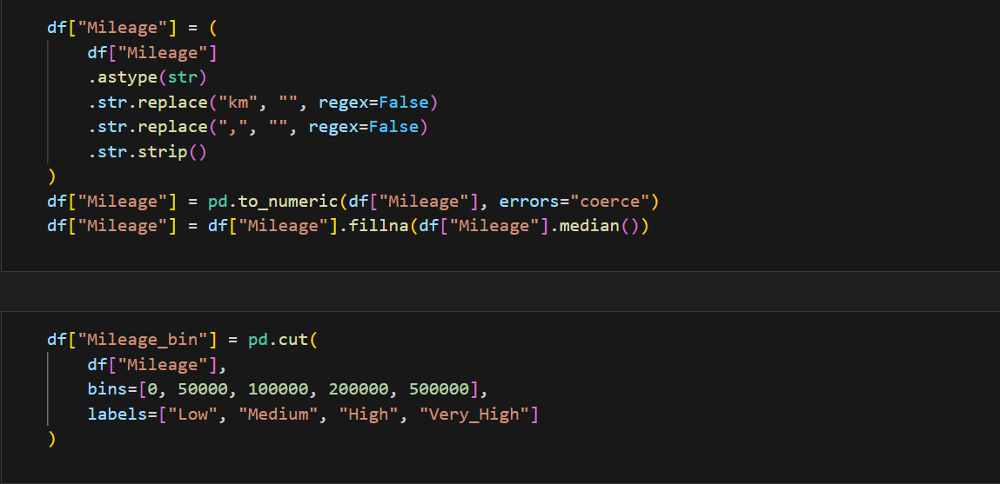 df["Mileage"] = (
    df["Mileage"]
    .astype(str)
    .str.replace("km", "", regex=False)
    .str.replace(",", "", regex=False)
    .str.strip()
)
df["Mileage"] = pd.to_numeric(df["Mileage"], errors="coerce")
df["Mileage"] = df["Mileage"].fillna(df["Mileage"].median())
df["Mileage_bin"] = pd.cut(
    df["Mileage"],
    bins=[0, 50000, 100000, 200000, 500000],
    labels=["Low", "Medium", "High", "Very_High"]
)